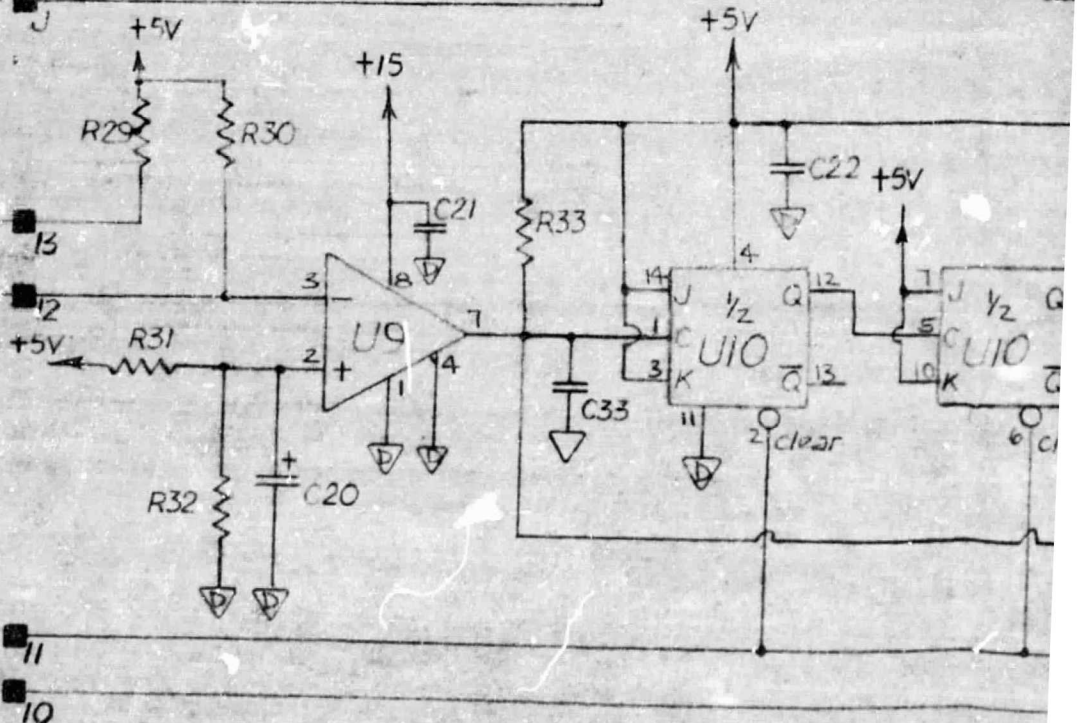 J
+5V
+5V
+15
R29
R30
C22
+5V
C21
R33
13
D
D
4
8
14
J
Q
12
7
J
Q
3
−
1/2
1/2
12
7
1
C
5
C
+5V
R31
U9
U10
U10
2
+
4
3
K
Q
13
10
K
Q
1
C33
11
2
clear
6
D
D
D
+
R32
C20
D
D
11
10